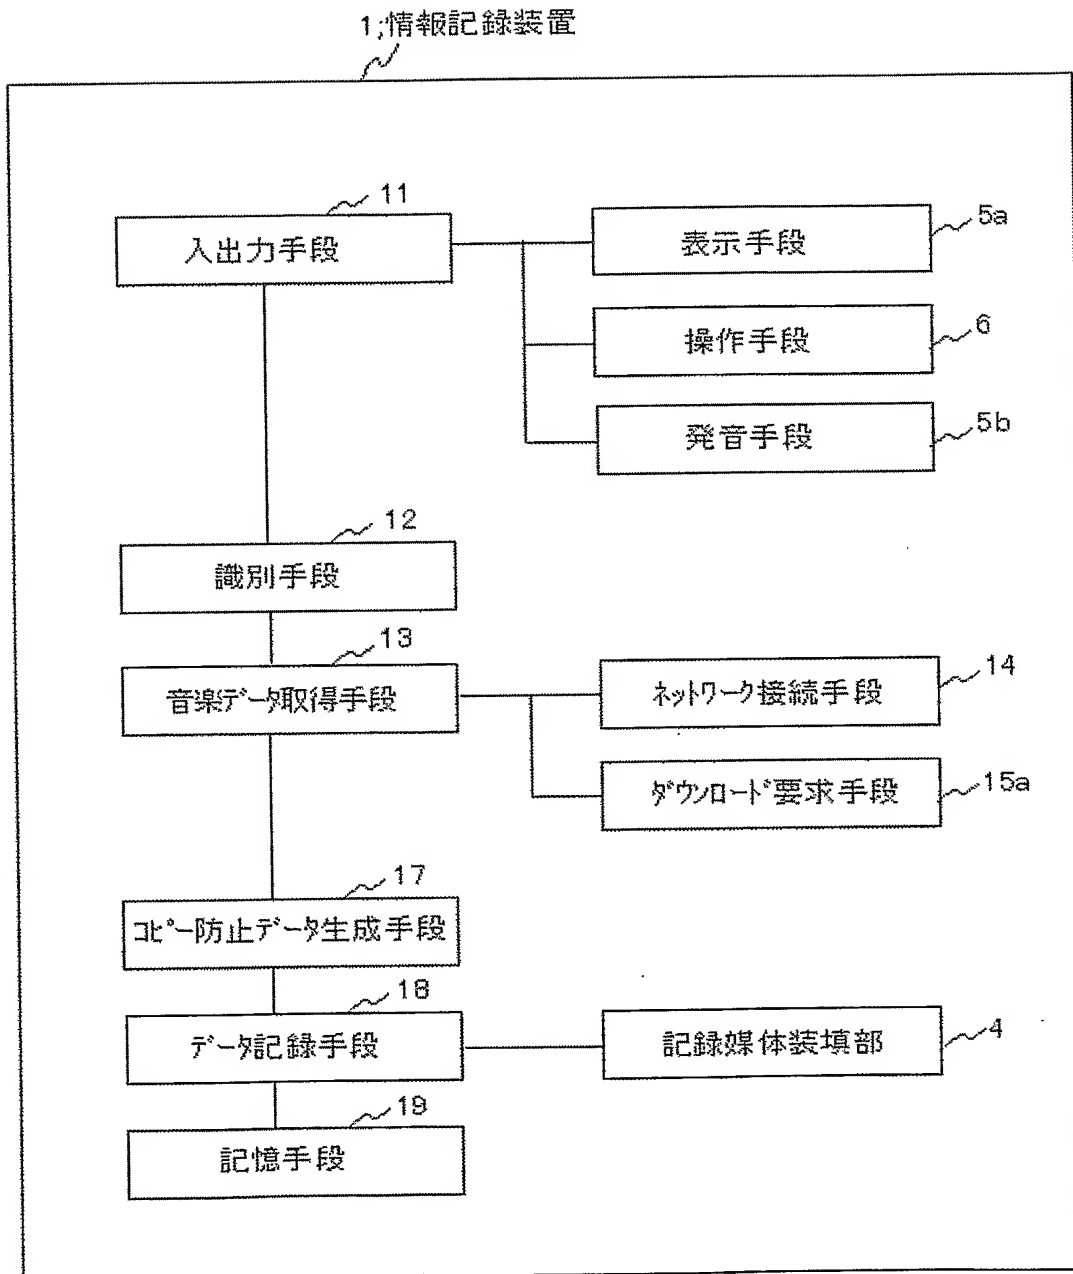 1;情報記録装置
11
入出力手段
5a
表示手段
6
操作手段
5b
発音手段
12
識別手段
13
音楽ﾃﾞｰﾀ取得手段
14
ﾈｯﾄﾜｰｸ接続手段
15a
ﾀﾞｳﾝﾛｰﾄﾞ要求手段
17
ｺﾋﾟｰ防止ﾃﾞｰﾀ生成手段
18
ﾃﾞｰﾀ記録手段
4
記録媒体装填部
19
記憶手段